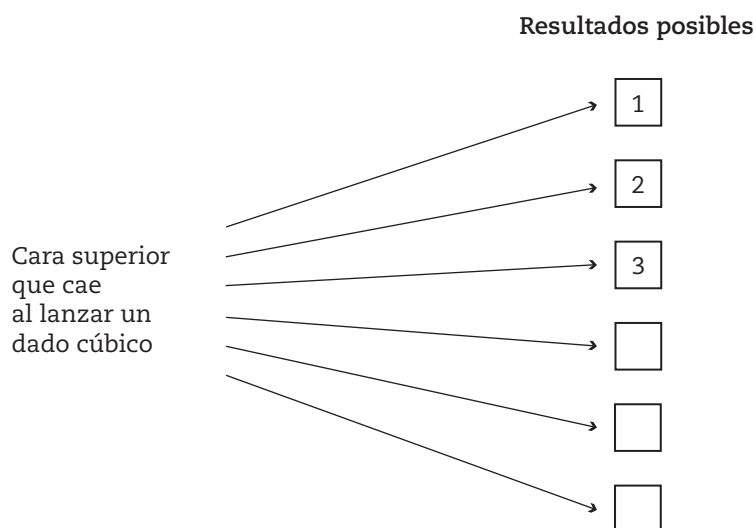 Resultados posibles
1
2
3
Cara superior
que cae
al lanzar un
dado cúbico